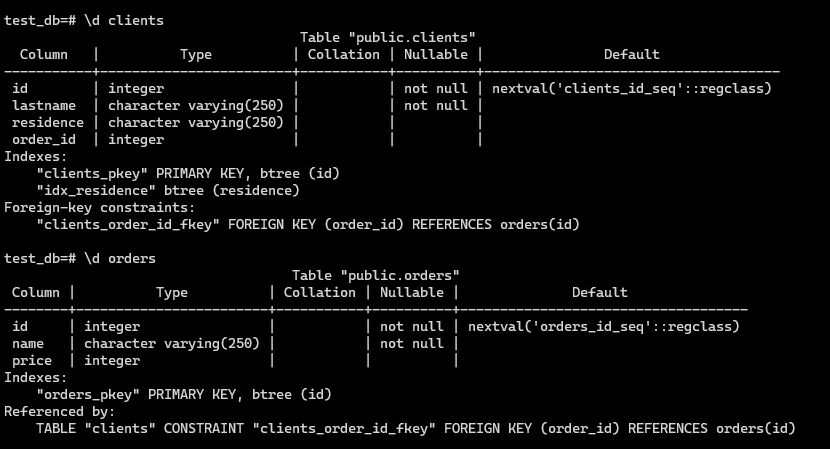 test_db=# \d clients
Table "public.clients"
Column | Type | Collation | Nullable | Default
-----------+------------------------+-----------+----------+-------------------------------------
id | integer | | not null | nextval('clients_id_seq'::regclass)
lastname | character varying(250) | | not null |
residence | character varying(250) | | |
order_id | integer | | |
Indexes:
"clients_pkey" PRIMARY KEY, btree (id)
"idx_residence" btree (residence)
Foreign-key constraints:
"clients_order_id_fkey" FOREIGN KEY (order_id) REFERENCES orders(id)
test_db=# \d orders
Table "public.orders"
Column | Type | Collation | Nullable | Default
--------+------------------------+-----------+----------+------------------------------------
id | integer | | not null | nextval('orders_id_seq'::regclass)
name | character varying(250) | | not null |
price | integer | | |
Indexes:
"orders_pkey" PRIMARY KEY, btree (id)
Referenced by:
TABLE "clients" CONSTRAINT "clients_order_id_fkey" FOREIGN KEY (order_id) REFERENCES orders(id)